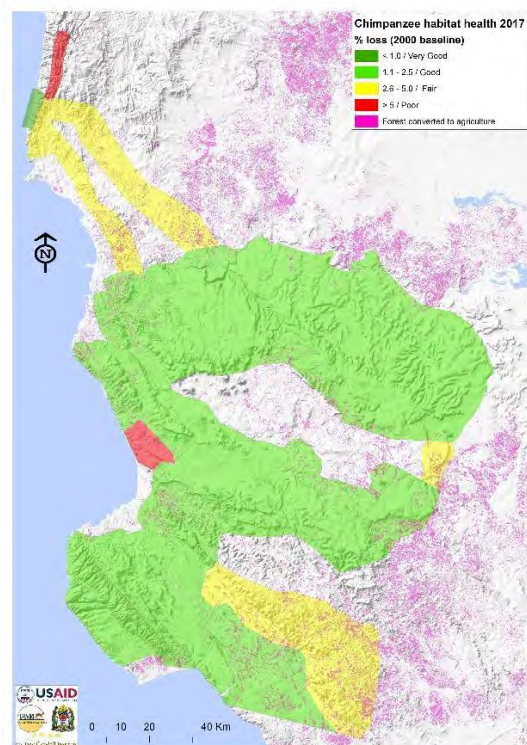 Chimpanzee habitat health 2017
% loss (2000 baseline)
< 1.0 / Very Good
1.1 - 2.5 / Good
2.6 - 5.0 / Fair
> 5 / Poor
Forest converted to agriculture
N
USAID
0 10 20 40 Km